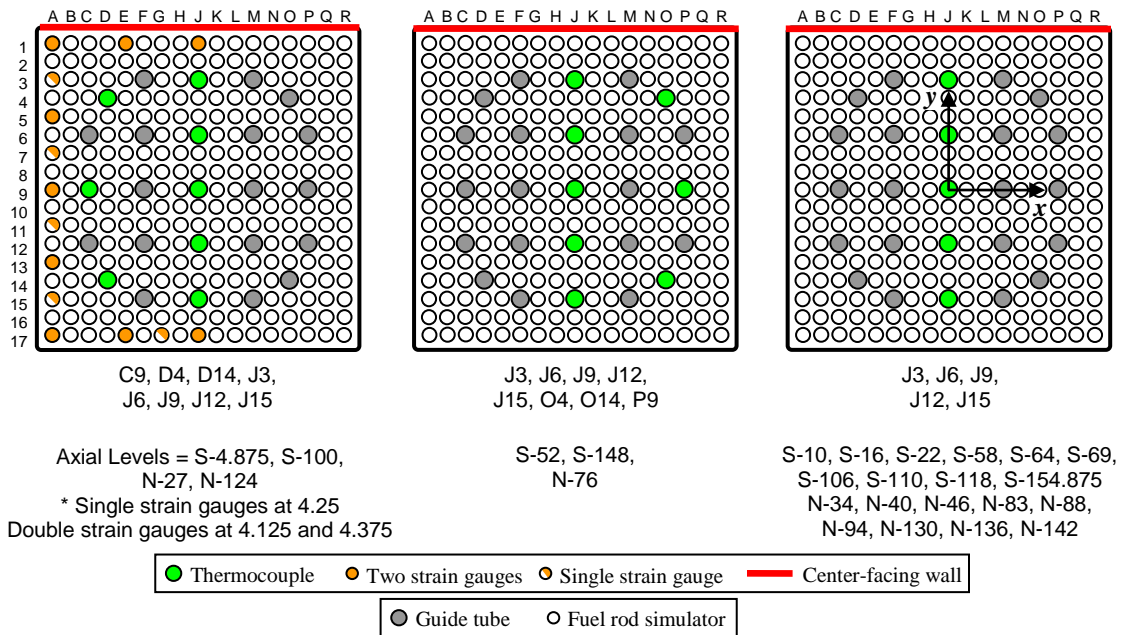 A B C D E F G H J K L M N O P Q R
A B C D E F G H J K L M N O P Q R
A B C D E F G H J K L M N O P Q R
1
2
3
4
5
6
7
8
9
10
11
12
13
14
15
16
17
y
x
C9, D4, D14, J3,
J6, J9, J12, J15
J3, J6, J9, J12,
J15, O4, O14, P9
J3, J6, J9,
J12, J15
Axial Levels = S-4.875, S-100,
N-27, N-124
* Single strain gauges at 4.25
Double strain gauges at 4.125 and 4.375
S-52, S-148,
N-76
S-10, S-16, S-22, S-58, S-64, S-69,
S-106, S-110, S-118, S-154.875
N-34, N-40, N-46, N-83, N-88,
N-94, N-130, N-136, N-142
Thermocouple Two strain gauges Single strain gauge Center-facing wall
Guide tube Fuel rod simulator